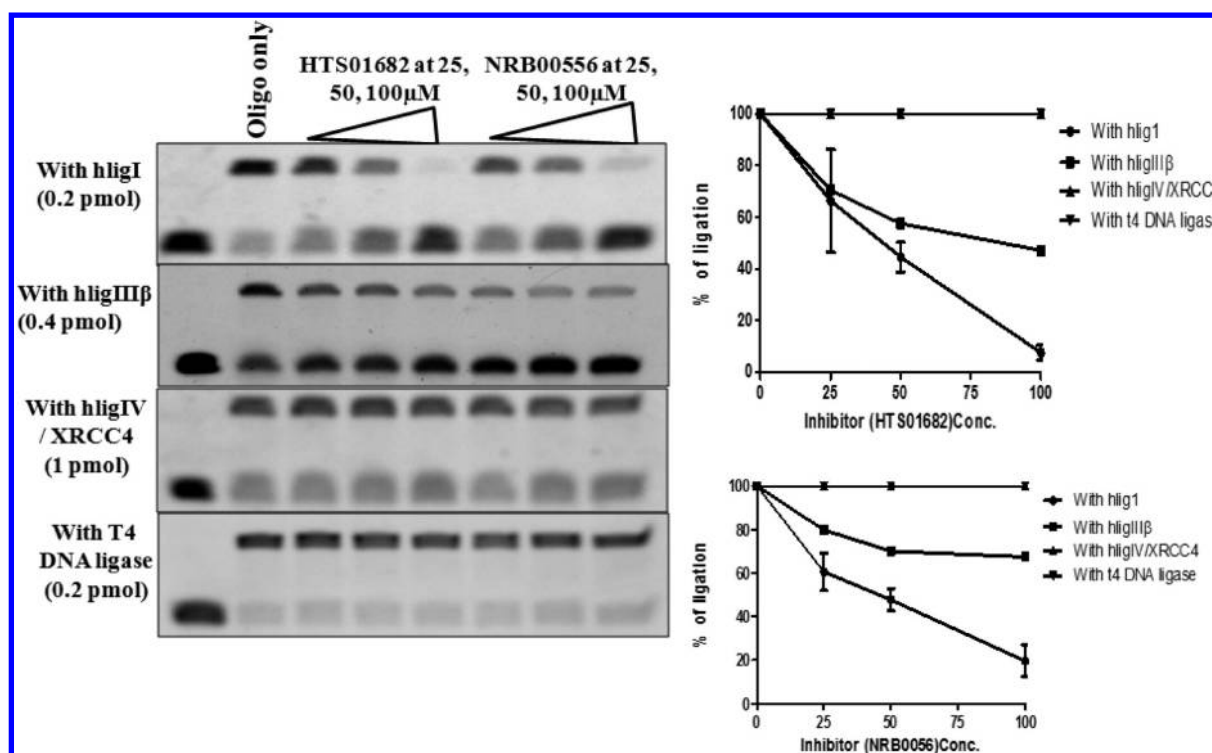 Oligo only
HTS01682 at 25,
50, 100μM
NRB00556 at 25,
50, 100μM
With hligI
(0.2 pmol)
With hligIIIβ
(0.4 pmol)
With hligIV
/ XRCC4
(1 pmol)
With T4
DNA ligase
(0.2 pmol)
% of ligation
100
80
60
40
20
0
0 25 50 75 100
Inhibitor (HTS01682)Conc.
With hlig1
With hligIIIβ
With hligIV/XRCC
With t4 DNA ligas
% of ligation
100
80
60
40
20
0
0 25 50 75 100
Inhibitor (NRB0056)Conc.
With hlig1
With hligIIIβ
With hligIV/XRCC4
With t4 DNA ligase